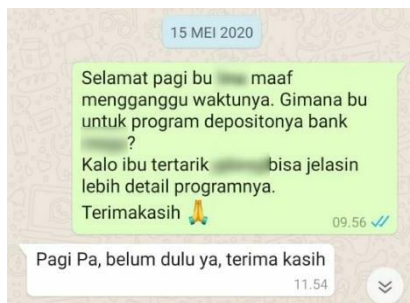 15 MEI 2020
Selamat pagi bu maaf
mengganggu waktunya. Gimana bu
untuk program depositonya bank
?
Kalo ibu tertarik bisa jelasin
lebih detail programnya.
Terimakasih 🙏
09.56
Pagi Pa, belum dulu ya, terima kasih
11.54